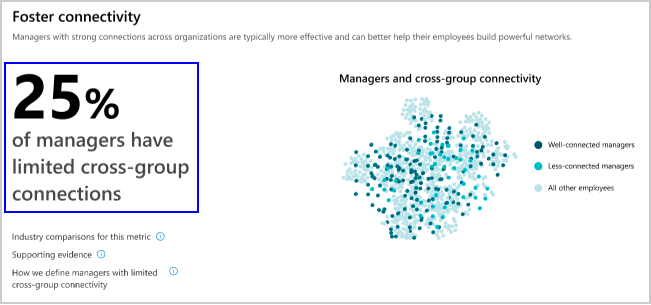 Foster connectivity
Managers with strong connections across organizations are typically more effective and can better help their employees build powerful networks.
25%
of managers have
limited cross-group
connections
Managers and cross-group connectivity
Well-connected managers
Less-connected managers
All other employees
Industry comparisons for this metric
Supporting evidence
How we define managers with limited
cross-group connectivity